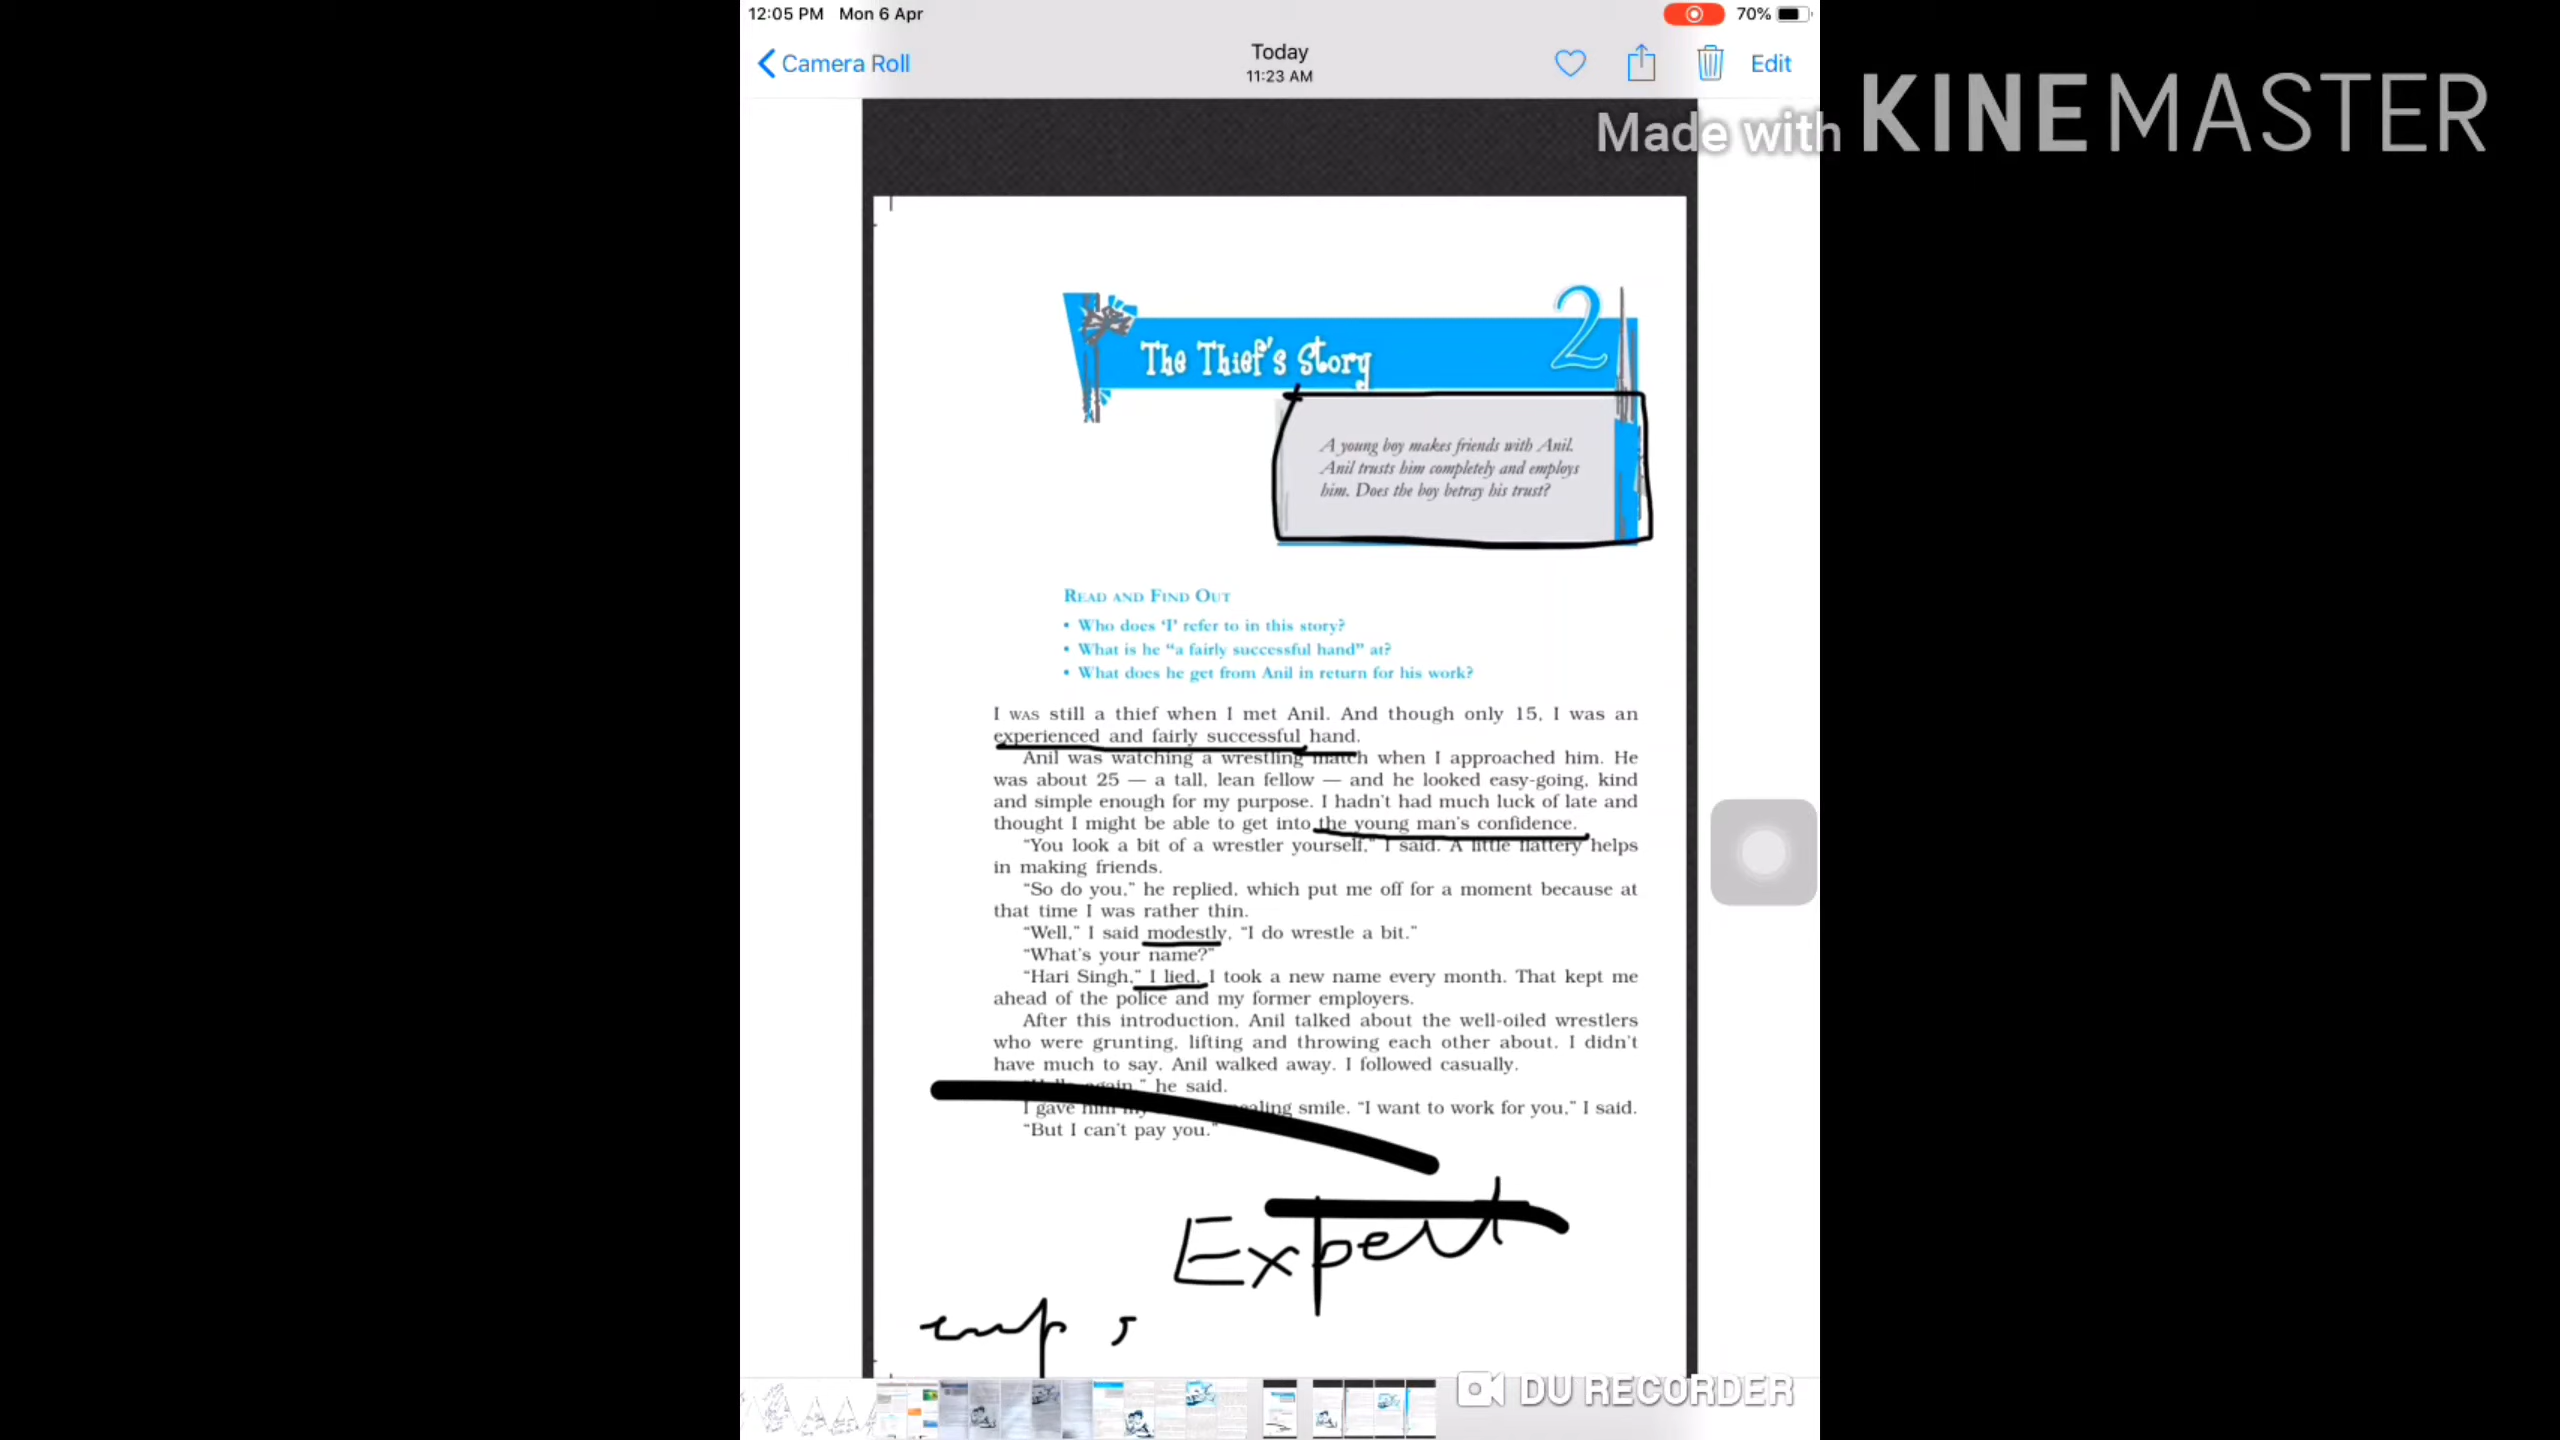 12:05 PM Mon 6 Apr
70%
Camera Roll
Today
11:23 AM
Edit
Made with KINEMASTER
2
The Thief's Story
A young boy makes friends with Anil.
Anil trusts him completely and employs
him. Does the boy betray his trust?
READ AND FIND OUT
• Who does ‘I’ refer to in this story?
• What is he “a fairly successful hand” at?
• What does he get from Anil in return for his work?
I WAS still a thief when I met Anil. And though only 15, I was an
experienced and fairly successful hand.
Anil was watching a wrestling match when I approached him. He
was about 25 — a tall, lean fellow — and he looked easy-going, kind
and simple enough for my purpose. I hadn't had much luck of late and
thought I might be able to get into the young man's confidence.
“You look a bit of a wrestler yourself,” I said. A little flattery helps
in making friends.
“So do you,” he replied, which put me off for a moment because at
that time I was rather thin.
“Well,” I said modestly, “I do wrestle a bit.”
“What's your name?”
“Hari Singh,” I lied. I took a new name every month. That kept me
ahead of the police and my former employers.
After this introduction, Anil talked about the well-oiled wrestlers
who were grunting, lifting and throwing each other about. I didn't
have much to say. Anil walked away. I followed casually.
again,” he said.
I gave him my smile. “I want to work for you,” I said.
“But I can't pay you.”
Expert
DU RECORDER